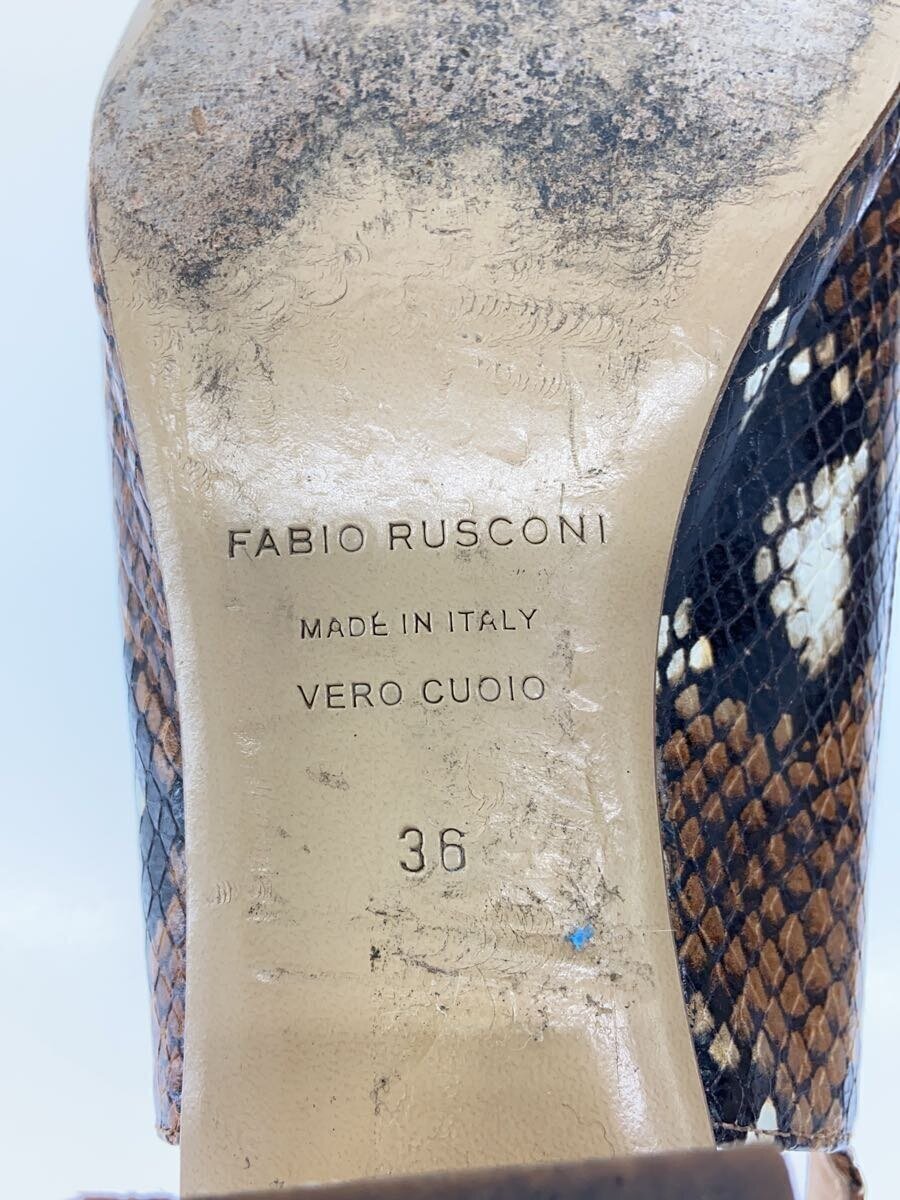 FABIO RUSCONI
MADE IN ITALY
VERO CUOIO
36